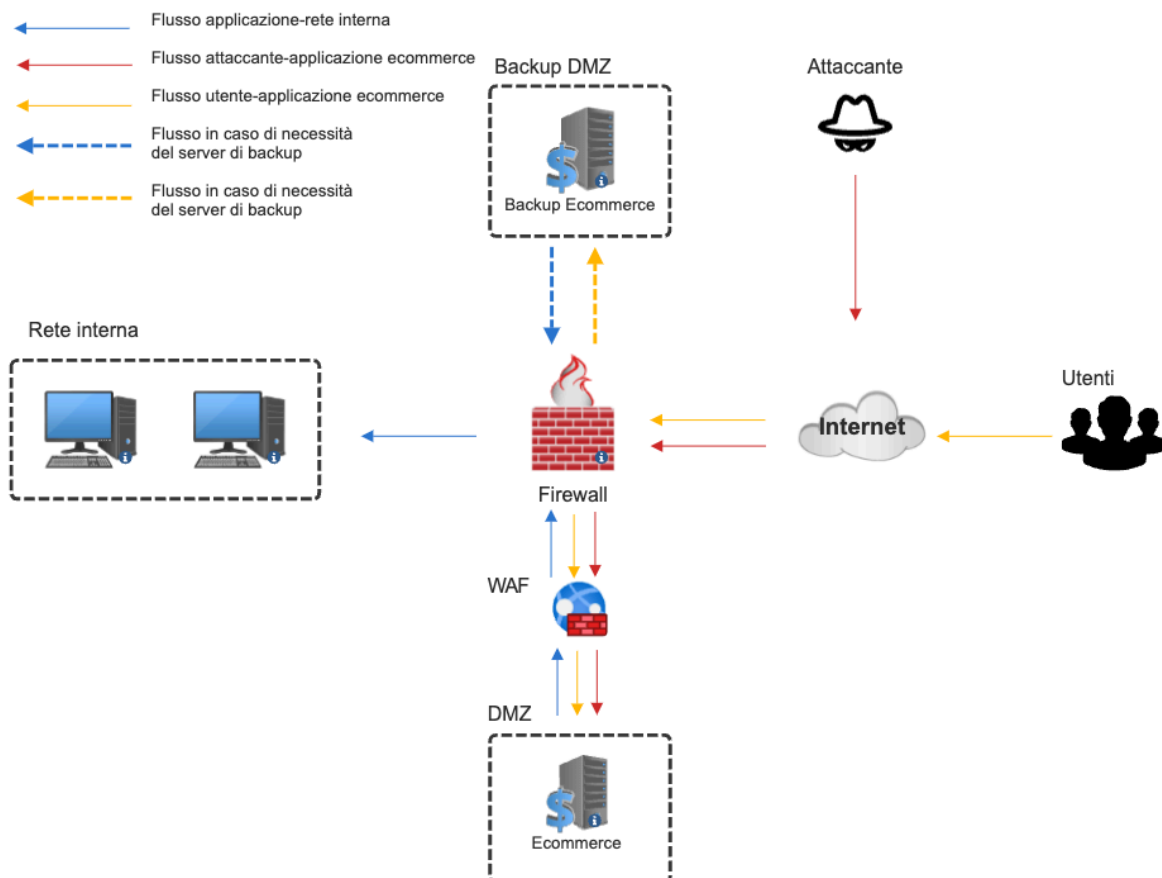 Flusso applicazione-rete interna
Flusso attaccante-applicazione ecommerce
Flusso utente-applicazione ecommerce
Flusso in caso di necessità
del server di backup
Flusso in caso di necessità
del server di backup
Backup DMZ
Backup Ecommerce
Attaccante
Rete interna
Utenti
Internet
Firewall
WAF
DMZ
Ecommerce